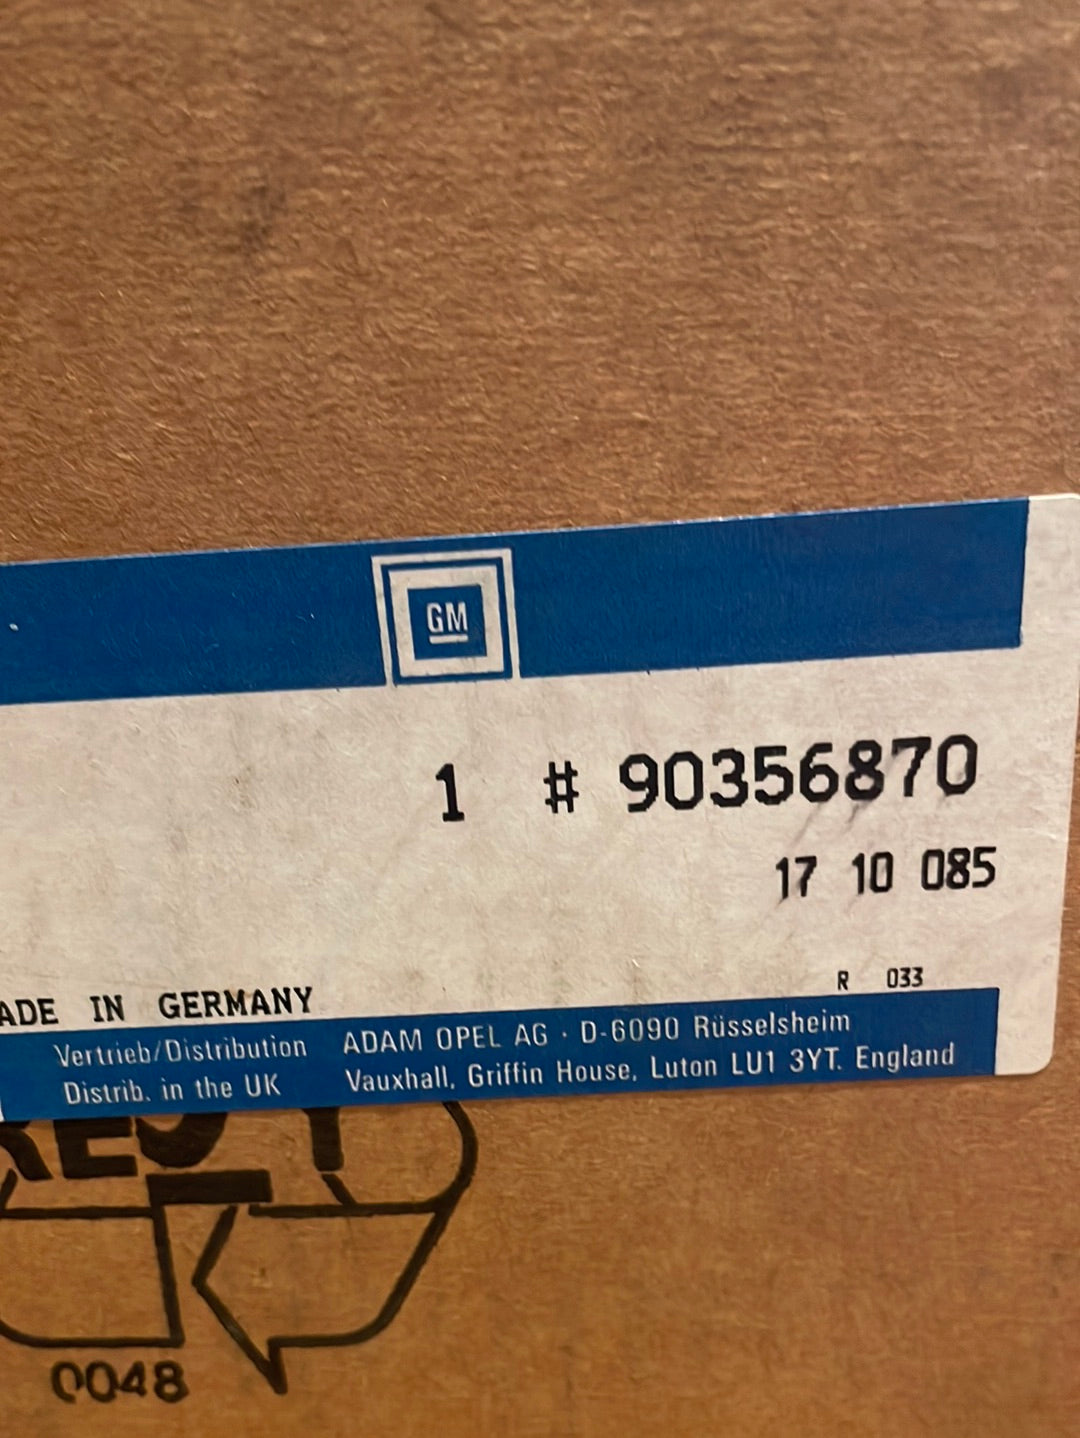 GM
1 # 90356870
17 10 085
R 033
ADE IN GERMANY
Vertrieb/Distribution ADAM OPEL AG · D-6090 Rüsselsheim
Distrib. in the UK Vauxhall, Griffin House, Luton LU1 3YT. England
RESY
0048